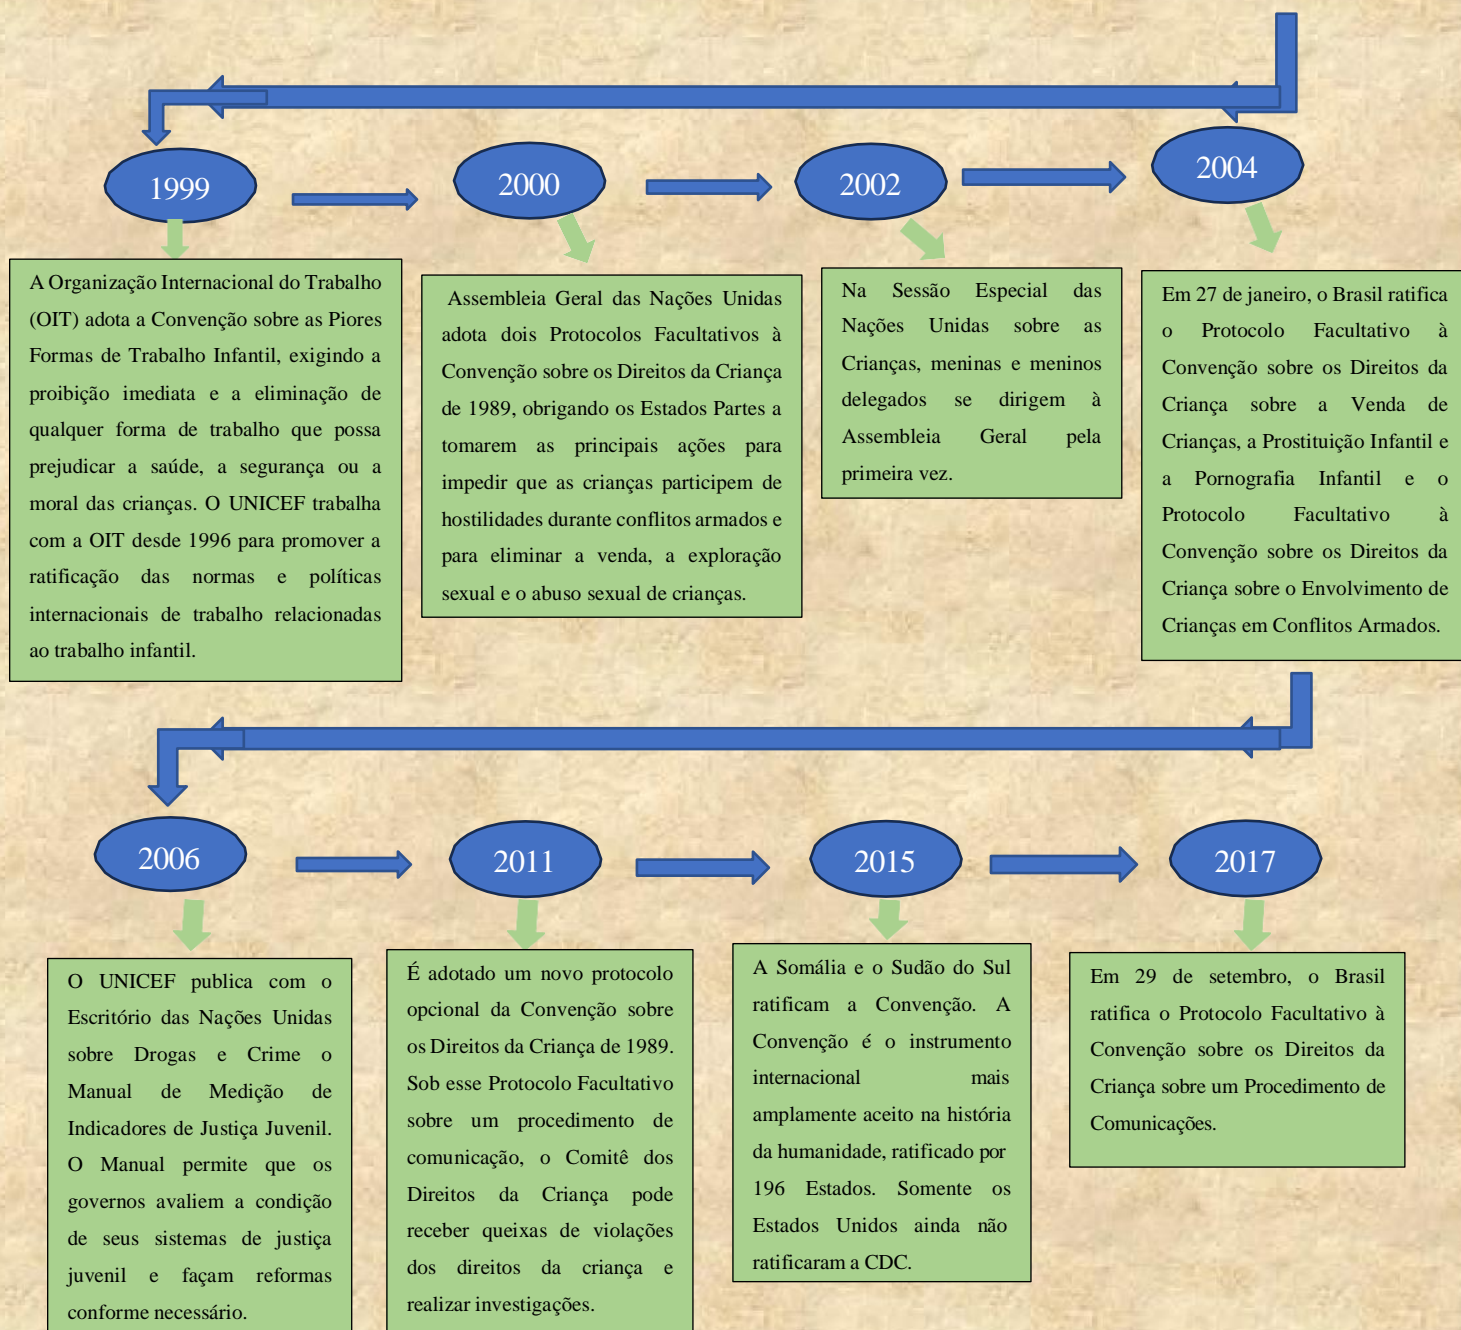 1999
A Organização Internacional do Trabalho
(OIT) adota a Convenção sobre as Piores
Formas de Trabalho Infantil, exigindo a
proibição imediata e a eliminação de
qualquer forma de trabalho que possa
prejudicar a saúde, a segurança ou a
moral das crianças. O UNICEF trabalha
com a OIT desde 1996 para promover a
ratificação das normas e políticas
internacionais de trabalho relacionadas
ao trabalho infantil.
2000
Assembleia Geral das Nações Unidas
adota dois Protocolos Facultativos à
Convenção sobre os Direitos da Criança
de 1989, obrigando os Estados Partes a
tomarem as principais ações para
impedir que as crianças participem de
hostilidades durante conflitos armados e
para eliminar a venda, a exploração
sexual e o abuso sexual de crianças.
2002
Na Sessão Especial das
Nações Unidas sobre as
Crianças, meninas e meninos
delegados se dirigem à
Assembleia Geral pela
primeira vez.
2004
Em 27 de janeiro, o Brasil ratifica
o Protocolo Facultativo à
Convenção sobre os Direitos da
Criança sobre a Venda de
Crianças, a Prostituição Infantil e
a Pornografia Infantil e o
Protocolo Facultativo à
Convenção sobre os Direitos da
Criança sobre o Envolvimento de
Crianças em Conflitos Armados.
2006
O UNICEF publica com o
Escritório das Nações Unidas
sobre Drogas e Crime o
Manual de Medição de
Indicadores de Justiça Juvenil.
O Manual permite que os
governos avaliem a condição
de seus sistemas de justiça
juvenil e façam reformas
conforme necessário.
2011
É adotado um novo protocolo
opcional da Convenção sobre
os Direitos da Criança de 1989.
Sob esse Protocolo Facultativo
sobre um procedimento de
comunicação, o Comitê dos
Direitos da Criança pode
receber queixas de violações
dos direitos da criança e
realizar investigações.
2015
A Somália e o Sudão do Sul
ratificam a Convenção. A
Convenção é o instrumento
internacional mais
amplamente aceito na história
da humanidade, ratificado por
196 Estados. Somente os
Estados Unidos ainda não
ratificaram a CDC.
2017
Em 29 de setembro, o Brasil
ratifica o Protocolo Facultativo à
Convenção sobre os Direitos da
Criança sobre um Procedimento de
Comunicações.